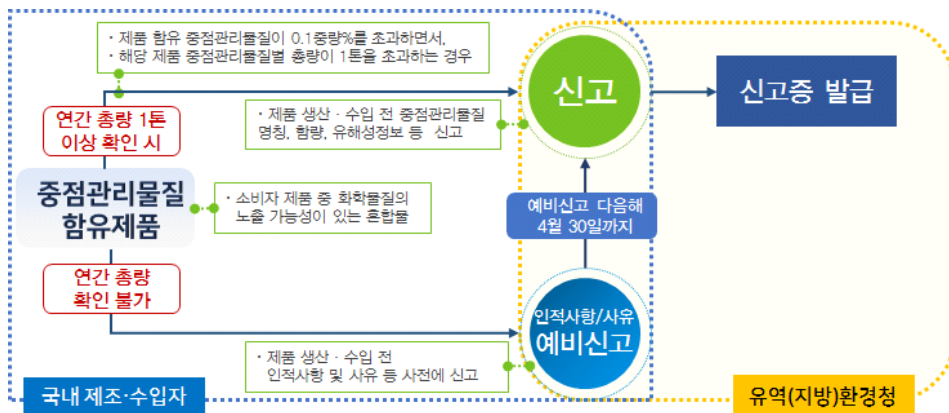 · 제품 함유 중점관리물질이 0.1중량%를 초과하면서,
· 해당 제품 중점관리물질별 총량이 1톤을 초과하는 경우
연간 총량 1톤
이상 확인 시
· 제품 생산 · 수입 전 중점관리물질
명칭, 함량, 유해성정보 등 신고
신고
신고증 발급
중점관리물질
함유제품
· 소비자 제품 중 화학물질의
노출 가능성이 있는 혼합물
예비신고 다음해
4월 30일까지
연간 총량
확인 불가
인적사항/사유
예비신고
· 제품 생산 · 수입 전
인적사항 및 사유 등 사전에 신고
국내 제조·수입자
유역(지방)환경청